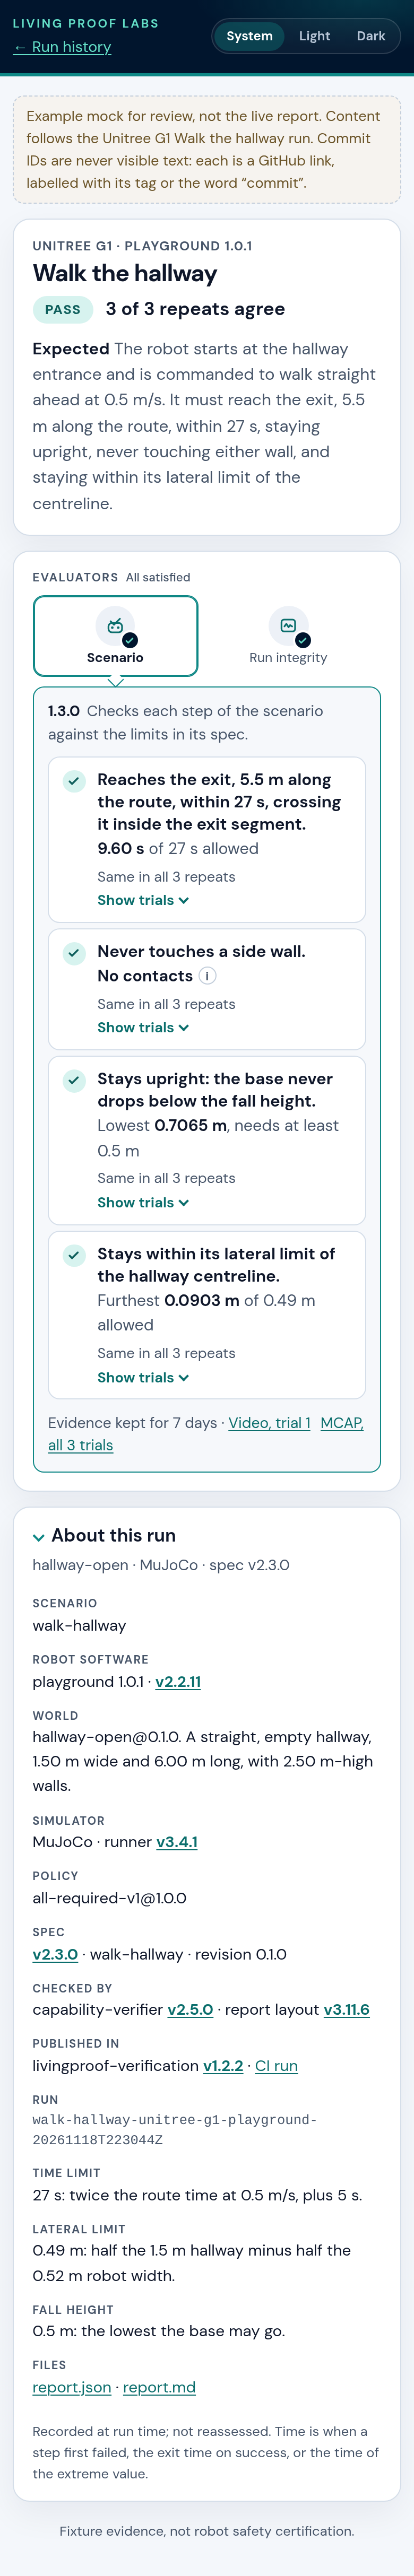 LIVING PROOF LABS
← Run history
System Light Dark
Example mock for review, not the live report. Content
follows the Unitree G1 Walk the hallway run. Commit
IDs are never visible text: each is a GitHub link,
labelled with its tag or the word “commit”.
UNITREE G1 · PLAYGROUND 1.0.1
Walk the hallway
PASS 3 of 3 repeats agree
Expected The robot starts at the hallway
entrance and is commanded to walk straight
ahead at 0.5 m/s. It must reach the exit, 5.5
m along the route, within 27 s, staying
upright, never touching either wall, and
staying within its lateral limit of the
centreline.
EVALUATORS All satisfied
Scenario
Run integrity
1.3.0 Checks each step of the scenario
against the limits in its spec.
Reaches the exit, 5.5 m along
the route, within 27 s, crossing
it inside the exit segment.
9.60 s of 27 s allowed
Same in all 3 repeats
Show trials
Never touches a side wall.
No contacts i
Same in all 3 repeats
Show trials
Stays upright: the base never
drops below the fall height.
Lowest 0.7065 m, needs at least
0.5 m
Same in all 3 repeats
Show trials
Stays within its lateral limit of
the hallway centreline.
Furthest 0.0903 m of 0.49 m
allowed
Same in all 3 repeats
Show trials
Evidence kept for 7 days · Video, trial 1 MCAP,
all 3 trials
About this run
hallway-open · MuJoCo · spec v2.3.0
SCENARIO
walk-hallway
ROBOT SOFTWARE
playground 1.0.1 · v2.2.11
WORLD
hallway-open@0.1.0. A straight, empty hallway,
1.50 m wide and 6.00 m long, with 2.50 m-high
walls.
SIMULATOR
MuJoCo · runner v3.4.1
POLICY
all-required-v1@1.0.0
SPEC
v2.3.0 · walk-hallway · revision 0.1.0
CHECKED BY
capability-verifier v2.5.0 · report layout v3.11.6
PUBLISHED IN
livingproof-verification v1.2.2 · CI run
RUN
walk-hallway-unitree-g1-playground-
20261118T223044Z
TIME LIMIT
27 s: twice the route time at 0.5 m/s, plus 5 s.
LATERAL LIMIT
0.49 m: half the 1.5 m hallway minus half the
0.52 m robot width.
FALL HEIGHT
0.5 m: the lowest the base may go.
FILES
report.json · report.md
Recorded at run time; not reassessed. Time is when a
step first failed, the exit time on success, or the time of
the extreme value.
Fixture evidence, not robot safety certification.